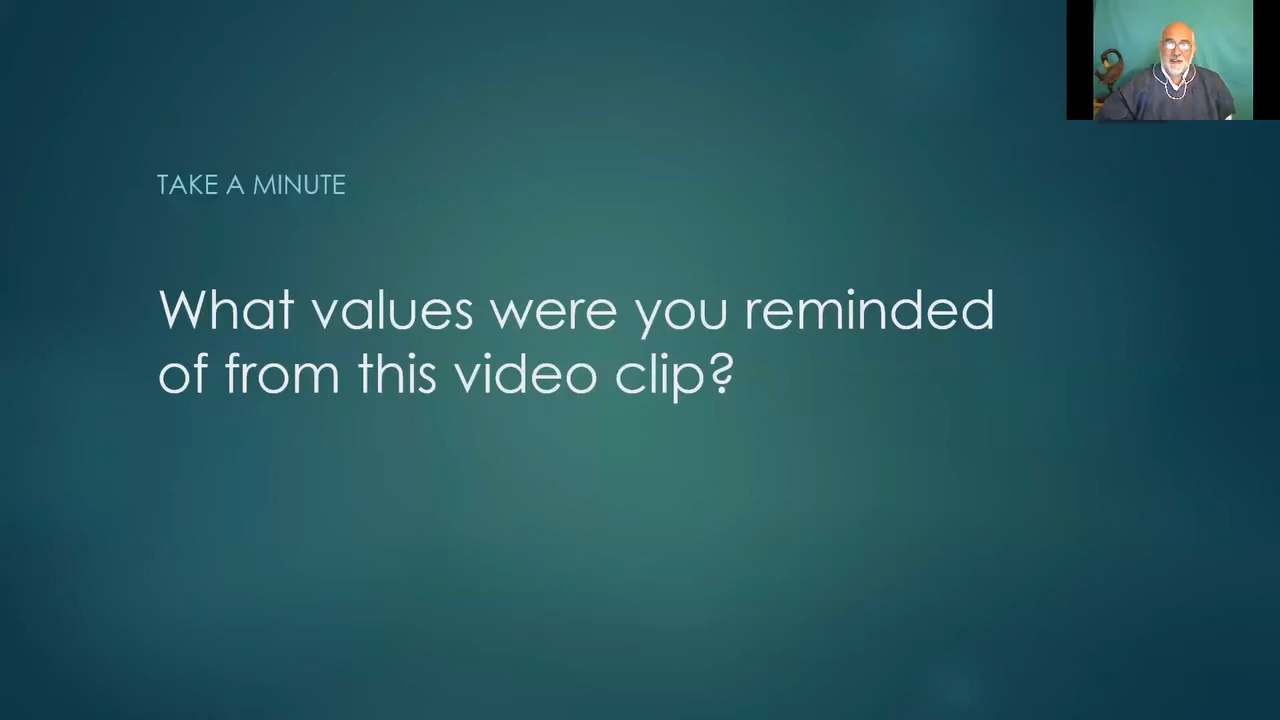 TAKE A MINUTE
What values were you reminded
of from this video clip?